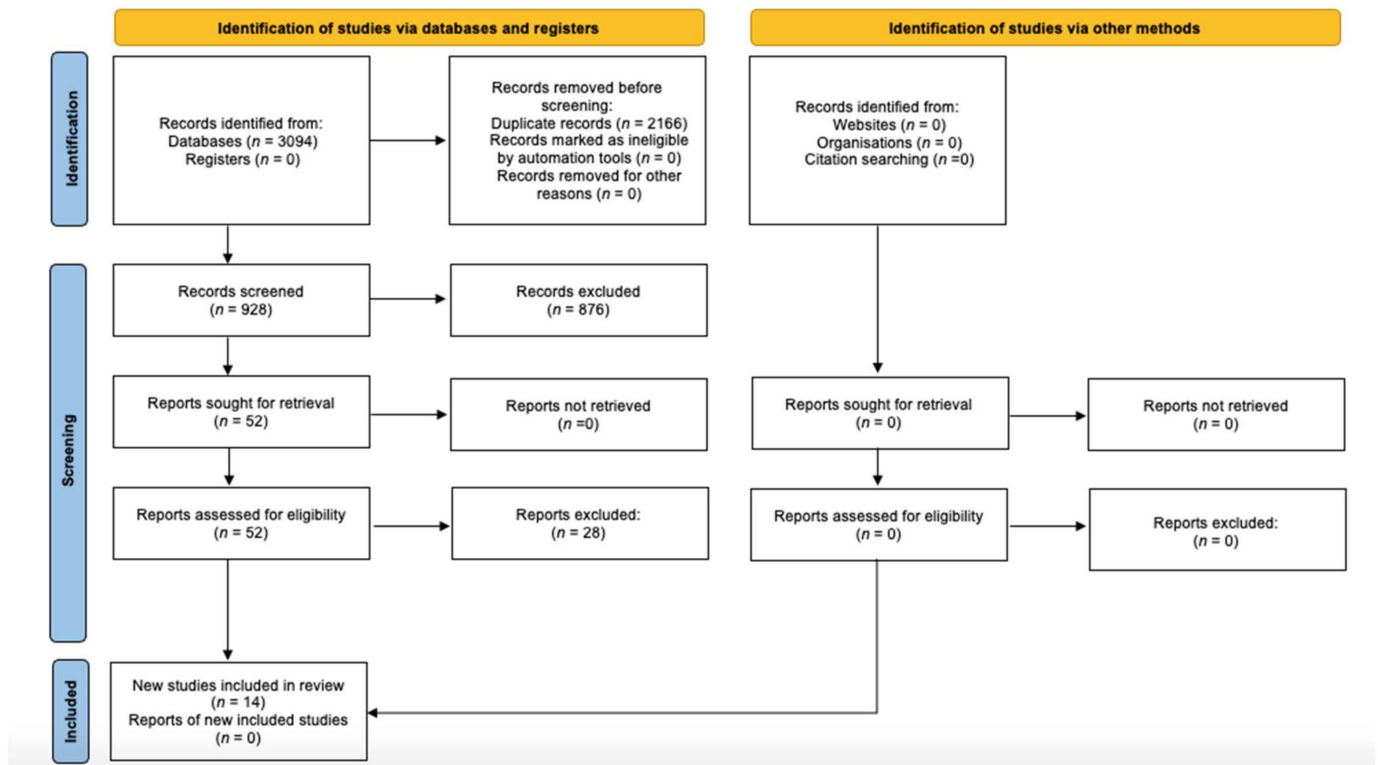 Identification of studies via databases and registers
Identification of studies via other methods
Identification
Records identified from:
Databases (n = 3094)
Registers (n = 0)
Records removed before
screening:
Duplicate records (n = 2166)
Records marked as ineligible
by automation tools (n = 0)
Records removed for other
reasons (n = 0)
Records identified from:
Websites (n = 0)
Organisations (n = 0)
Citation searching (n =0)
Screening
Records screened
(n = 928)
Records excluded
(n = 876)
Reports sought for retrieval
(n = 52)
Reports not retrieved
(n =0)
Reports sought for retrieval
(n = 0)
Reports not retrieved
(n = 0)
Reports assessed for eligibility
(n = 52)
Reports excluded:
(n = 28)
Reports assessed for eligibility
(n = 0)
Reports excluded:
(n = 0)
Included
New studies included in review
(n = 14)
Reports of new included studies
(n = 0)